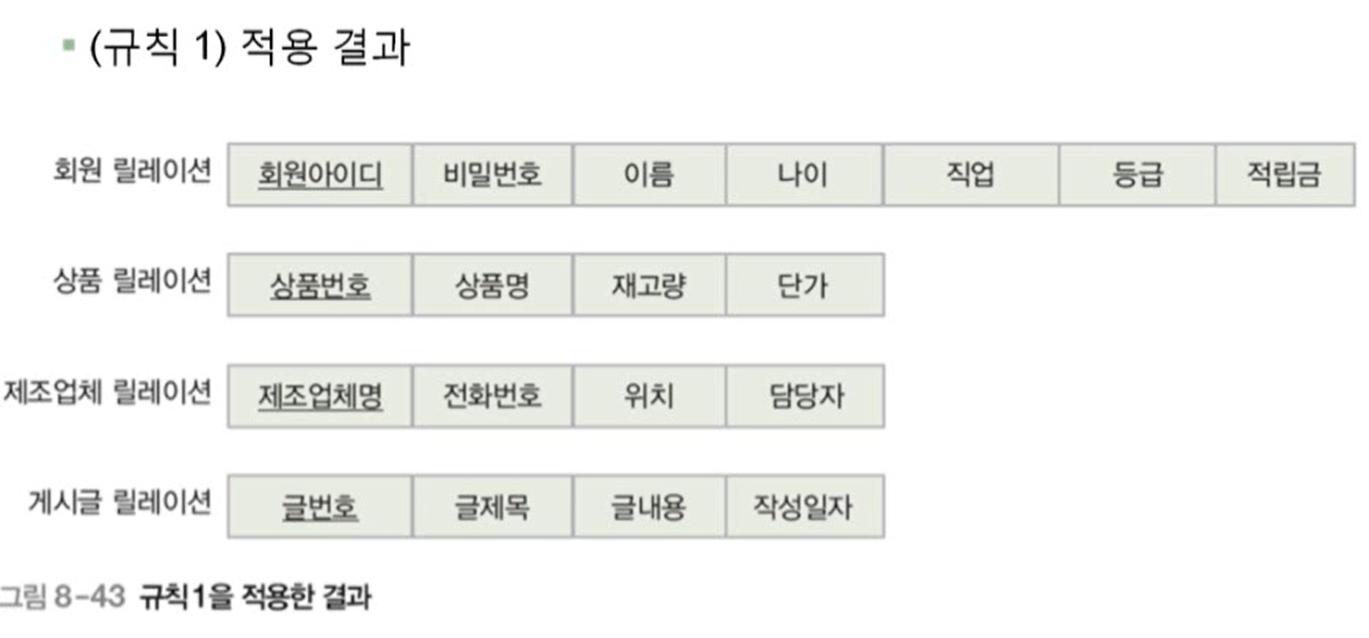 (규칙 1) 적용 결과
회원 릴레이션 회원아이디 비밀번호 이름 나이 직업 등급 적립금
상품 릴레이션 상품번호 상품명 재고량 단가
제조업체 릴레이션 제조업체명 전화번호 위치 담당자
게시글 릴레이션 글번호 글제목 글내용 작성일자
그림 8-43 규칙1을 적용한 결과